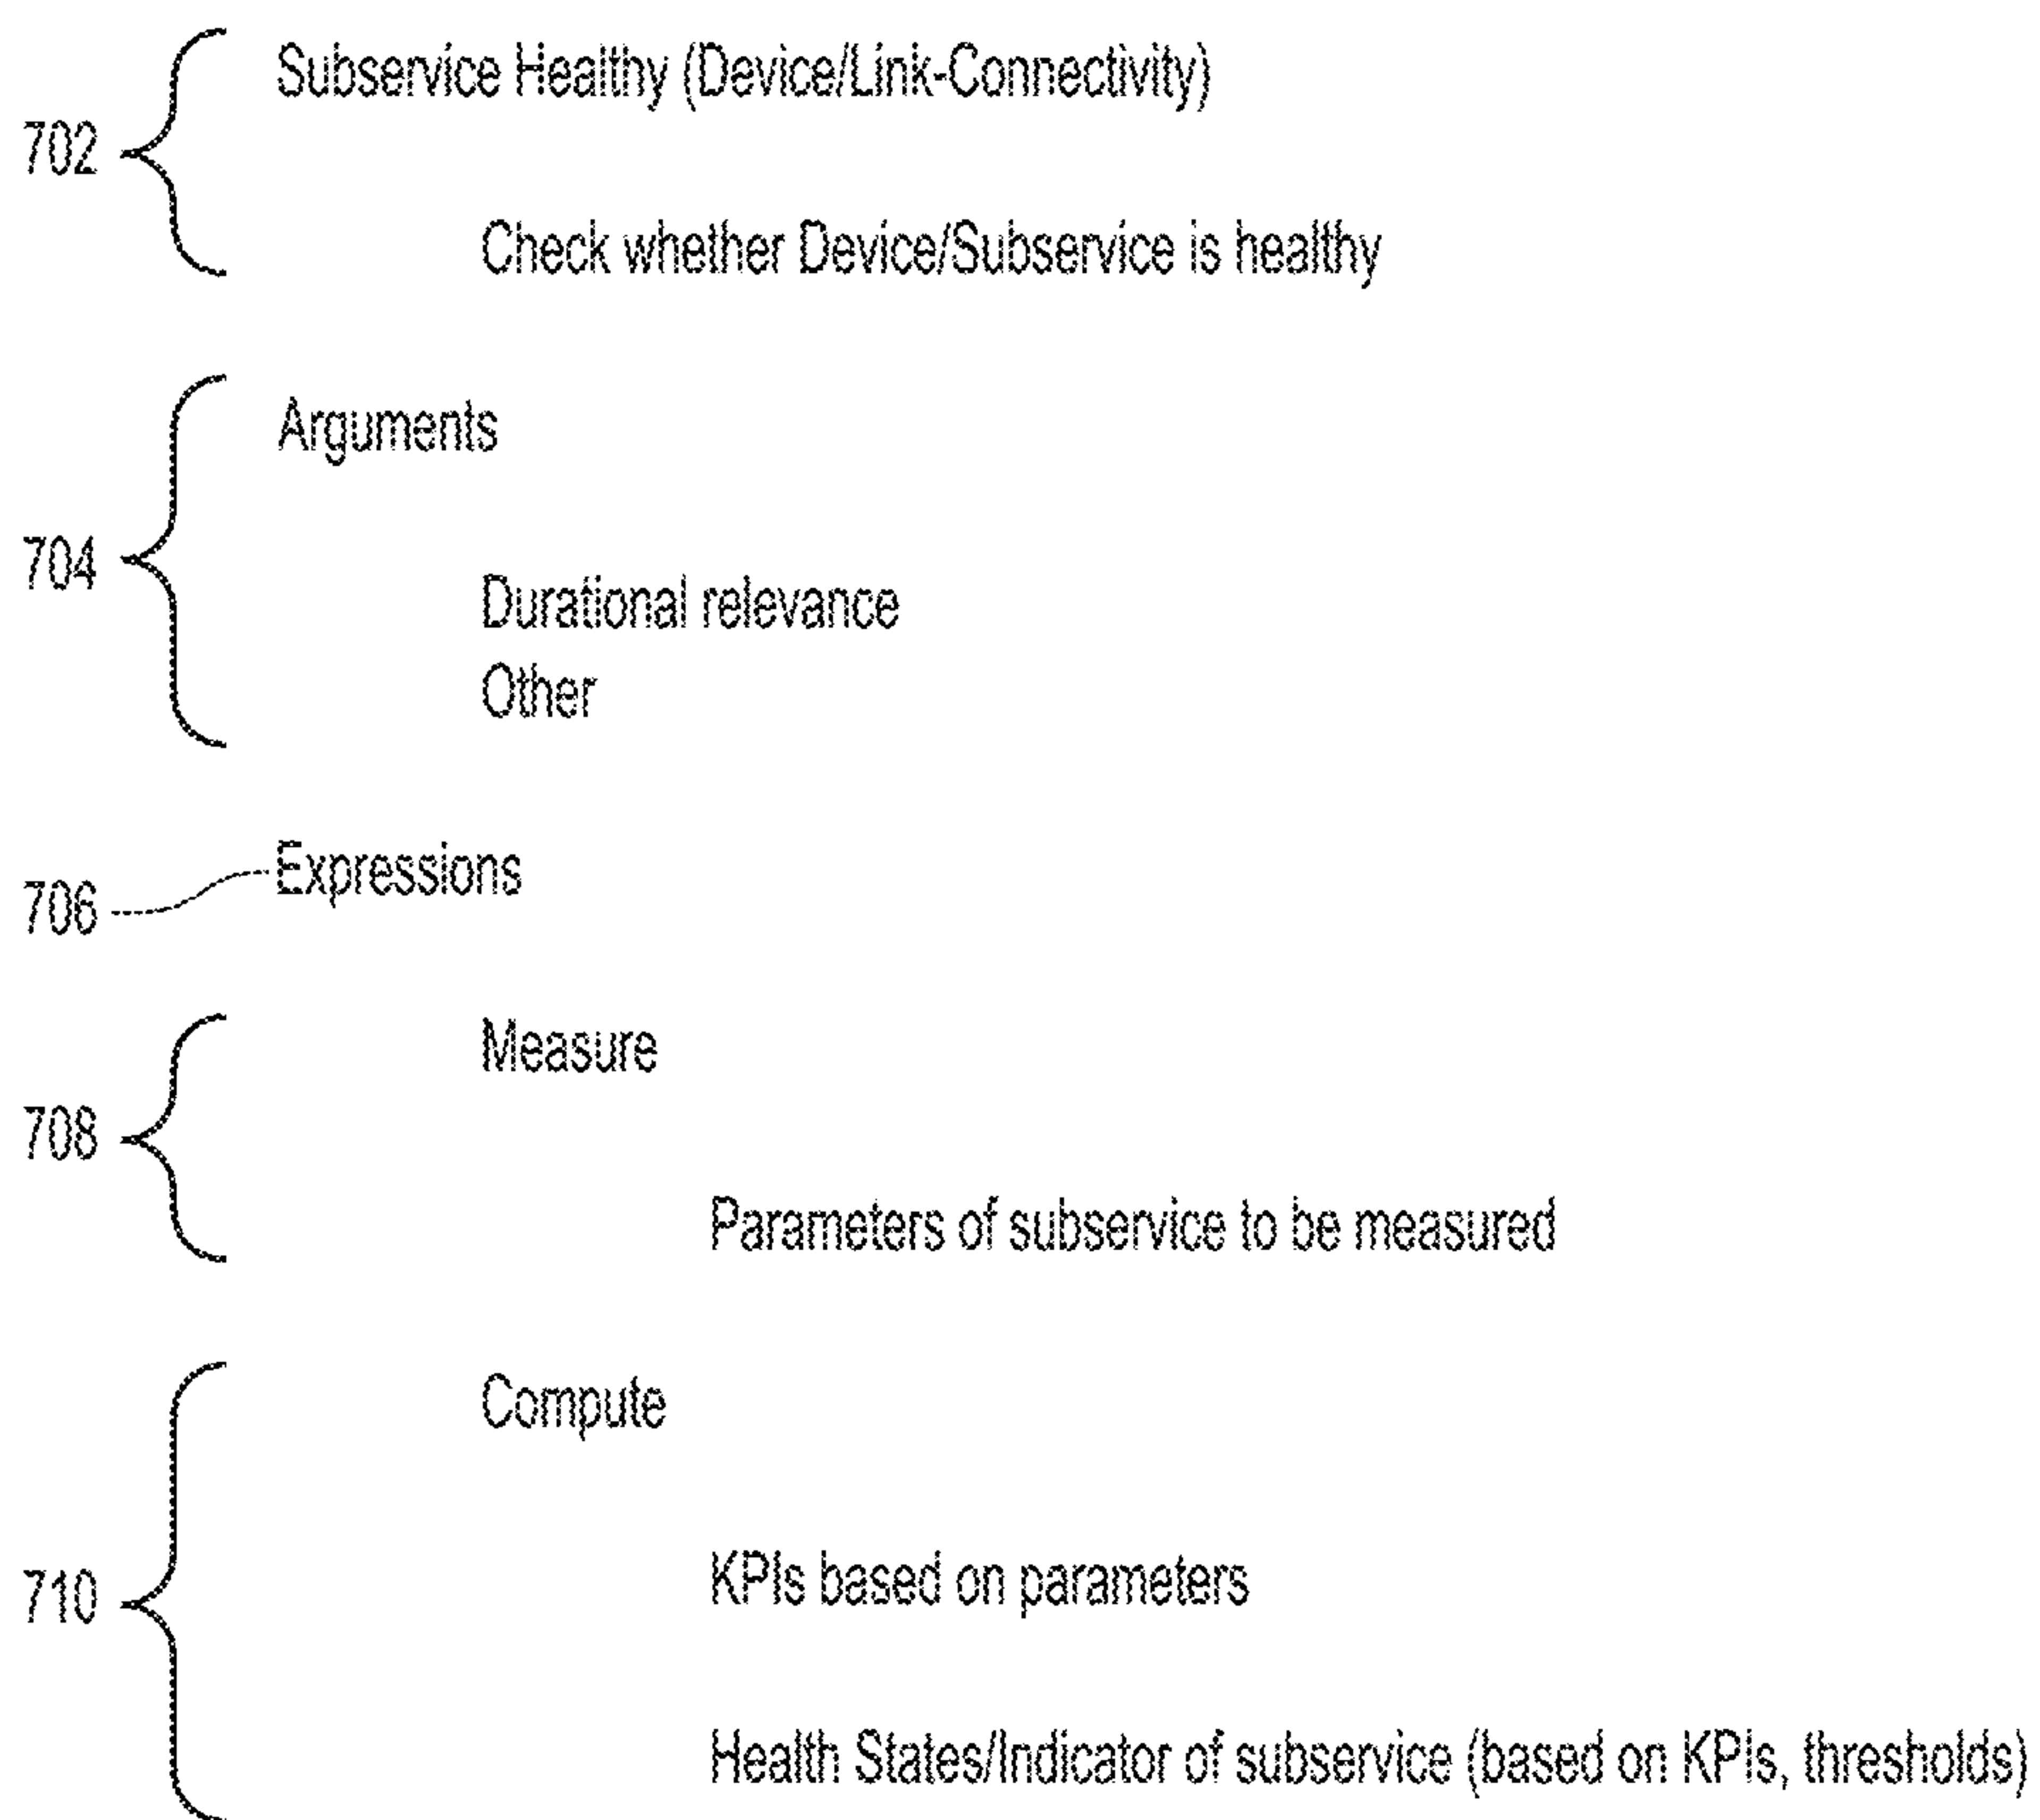 Subservice Healthy (Device/Link-Connectivity)
702
Check whether Device/Subservice is healthy
Arguments
704
Durational relevance
Other
Expressions
706
Measure
708
Parameters of subservice to be measured
Compute
KPIs based on parameters
710
Health States/Indicator of subservice (based on KPIs, thresholds)